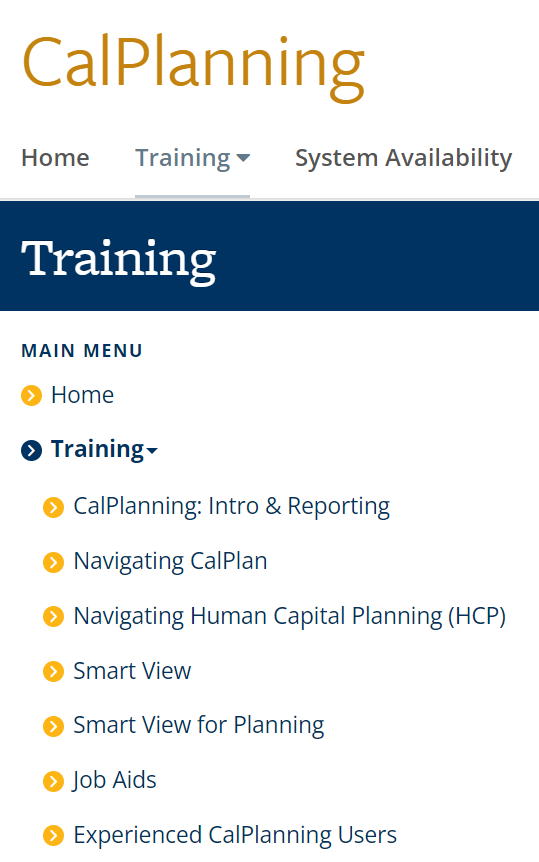 CalPlanning
Home Training System Availability
Training
MAIN MENU
Home
Training
CalPlanning: Intro & Reporting
Navigating CalPlan
Navigating Human Capital Planning (HCP)
Smart View
Smart View for Planning
Job Aids
Experienced CalPlanning Users